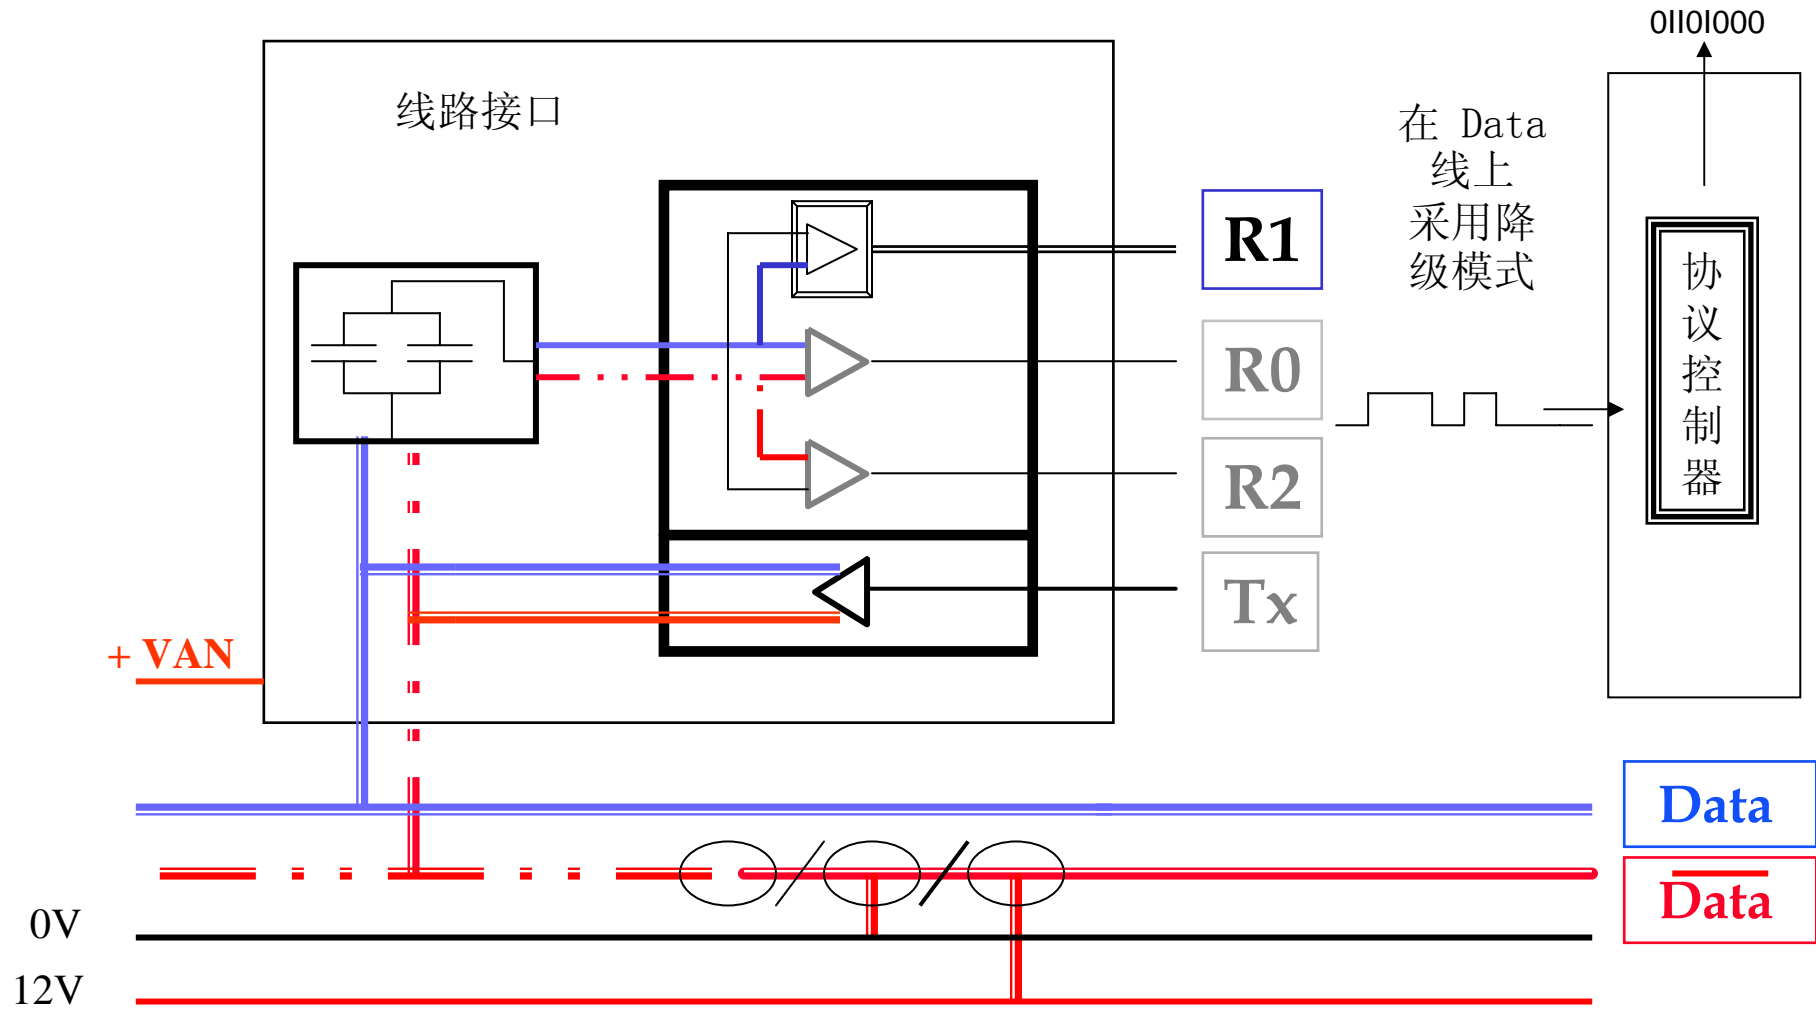 0II0I000
线路接口
在 Data
线上
采用降
级模式
R1
R0
R2
Tx
协
议
控
制
器
+ VAN
Data
Data
0V
12V